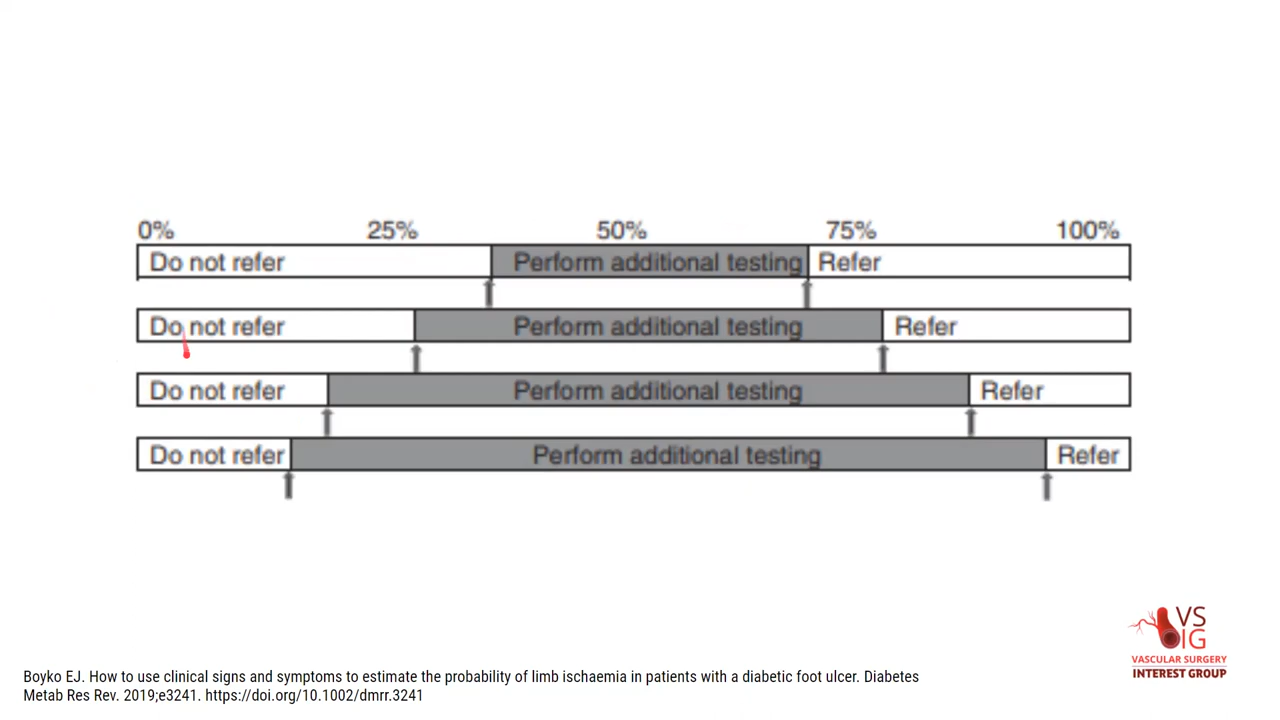 0% 25% 50% 75% 100%
Do not refer Perform additional testing Refer
Do not refer Perform additional testing Refer
Do not refer Perform additional testing Refer
Do not refer Perform additional testing Refer
VS
IG
VASCULAR SURGERY
INTEREST GROUP
Boyko EJ. How to use clinical signs and symptoms to estimate the probability of limb ischaemia in patients with a diabetic foot ulcer. Diabetes
Metab Res Rev. 2019;e3241. https://doi.org/10.1002/dmrr.3241